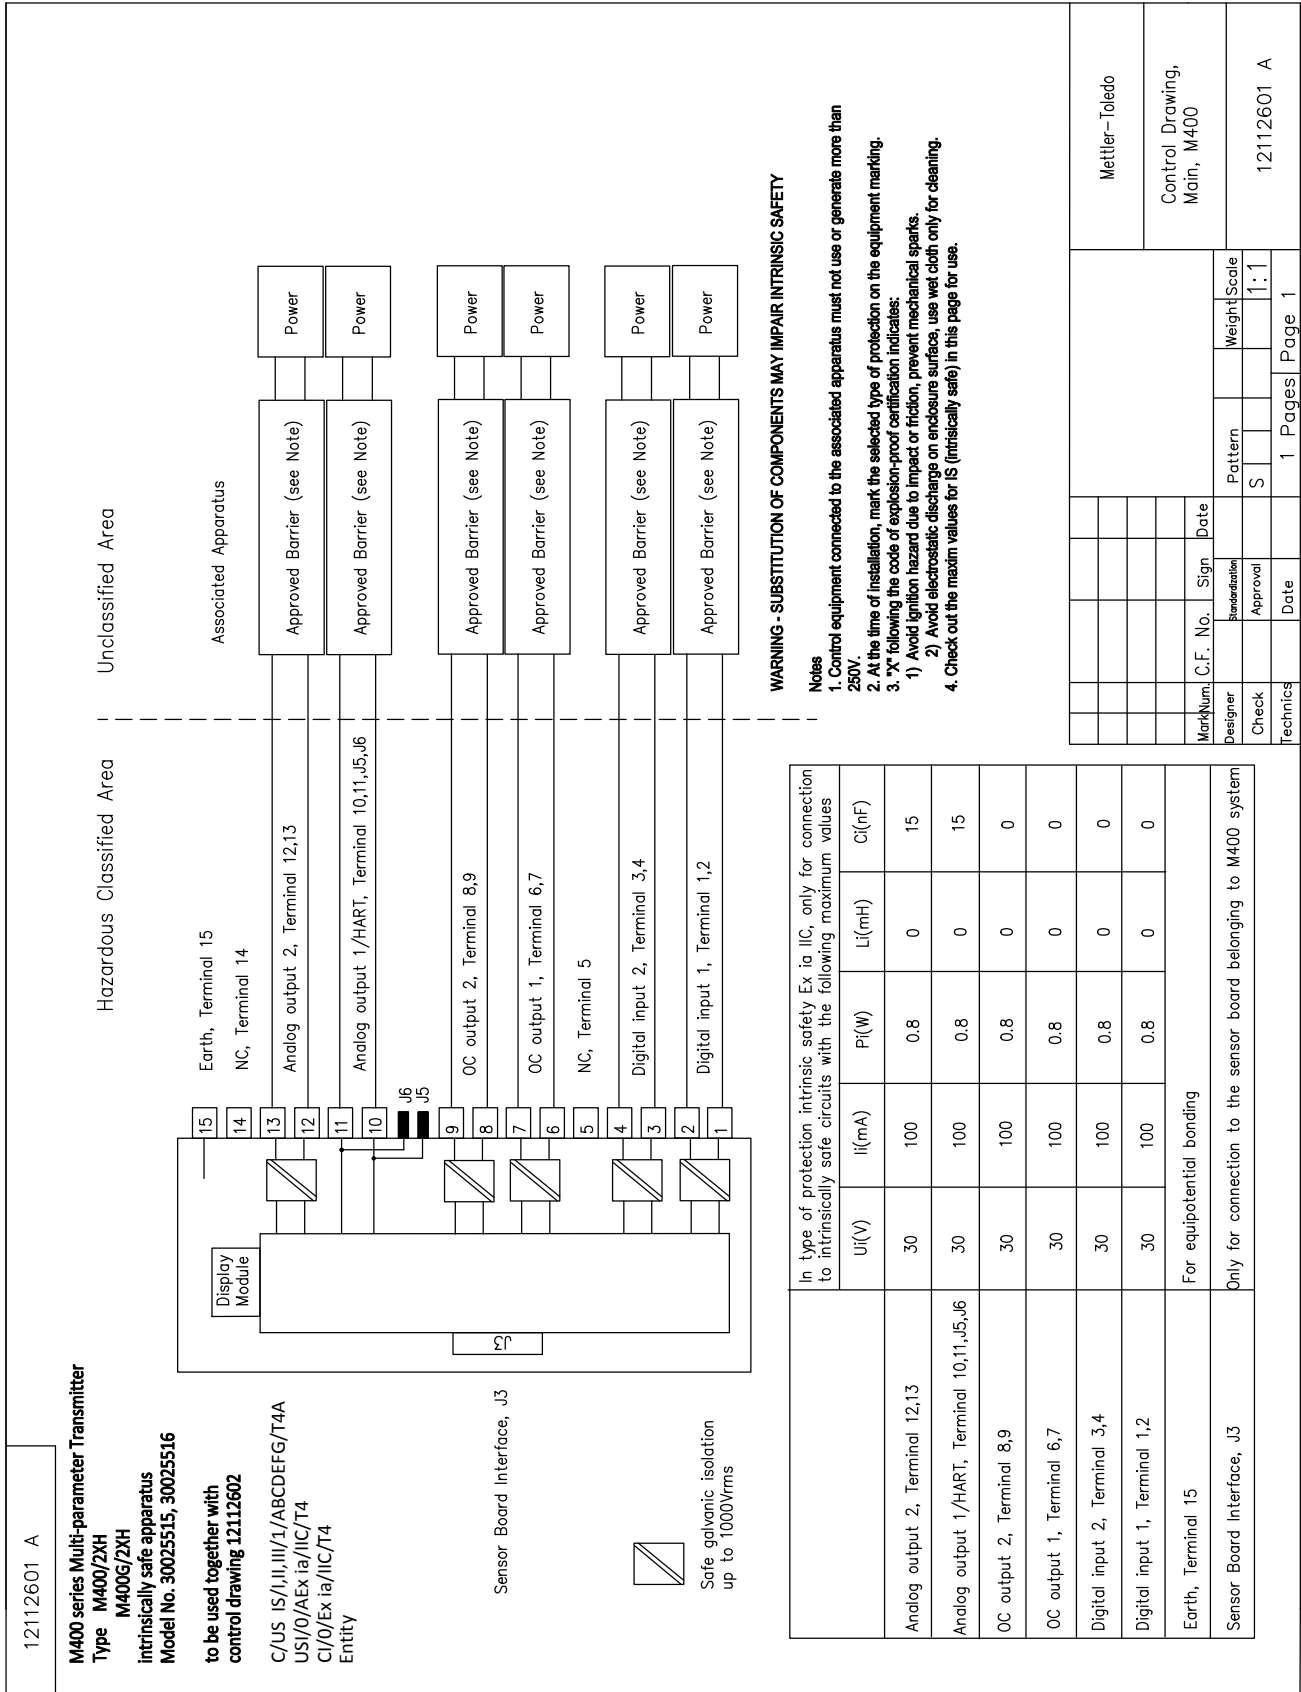 12112601 A
M400 series Multi-parameter Transmitter
Type M400/2XH
M400G/2XH
intrinsically safe apparatus
Model No. 30025515, 30025516
to be used together with
control drawing 12112602
C/US IS/I,II,III/1/ABCDEFG/T4A
USI/0/AEx ia/IIC/T4
CI/0/Ex ia/IIC/T4
Entity
Hazardous Classified Area
Unclassified Area
Associated Apparatus
Display
Module
J3
Sensor Board Interface, J3
Safe galvanic isolation
up to 1000Vrms
15
Earth, Terminal 15
14
NC, Terminal 14
13
12
Analog output 2, Terminal 12,13
Approved Barrier (see Note)
Power
11
10
Analog output 1/HART, Terminal 10,11,J5,J6
Approved Barrier (see Note)
Power
J6
J5
9
8
OC output 2, Terminal 8,9
Approved Barrier (see Note)
Power
7
6
OC output 1, Terminal 6,7
Approved Barrier (see Note)
Power
5
NC, Terminal 5
4
3
Digital input 2, Terminal 3,4
Approved Barrier (see Note)
Power
2
1
Digital input 1, Terminal 1,2
Approved Barrier (see Note)
Power
WARNING - SUBSTITUTION OF COMPONENTS MAY IMPAIR INTRINSIC SAFETY
Notes
1. Control equipment connected to the associated apparatus must not use or generate more than
250V.
2. At the time of installation, mark the selected type of protection on the equipment marking.
3. "X" following the code of explosion-proof certification indicates:
1) Avoid ignition hazard due to impact or friction, prevent mechanical sparks.
2) Avoid electrostatic discharge on enclosure surface, use wet cloth only for cleaning.
4. Check out the maxim values for IS (intrisically safe) in this page for use.
In type of protection intrinsic safety Ex ia IIC, only for connection
to intrinsically safe circuits with the following maximum values
Ui(V) Ii(mA) Pi(W) Li(mH) Ci(nF)
Analog output 2, Terminal 12,13 30 100 0.8 0 15
Analog output 1/HART, Terminal 10,11,J5,J6 30 100 0.8 0 15
OC output 2, Terminal 8,9 30 100 0.8 0 0
OC output 1, Terminal 6,7 30 100 0.8 0 0
Digital input 2, Terminal 3,4 30 100 0.8 0 0
Digital input 1, Terminal 1,2 30 100 0.8 0 0
Earth, Terminal 15 For equipotential bonding
Sensor Board Interface, J3 Only for connection to the sensor board belonging to M400 system
Mark Num. C.F. No. Sign Date
Designer Standardization
Check Approval
Technics Date
Pattern Weight Scale
S 1:1
1 Pages Page 1
Mettler-Toledo
Control Drawing,
Main, M400
12112601 A